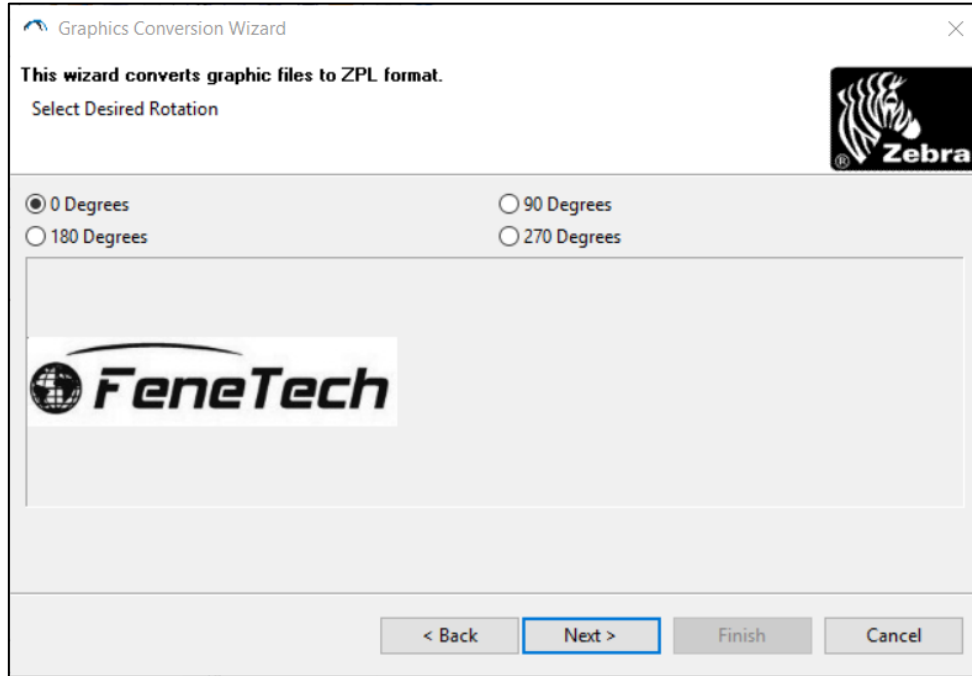 Graphics Conversion Wizard
This wizard converts graphic files to ZPL format.
Select Desired Rotation
® Zebra
0 Degrees
90 Degrees
180 Degrees
270 Degrees
FeneTech
< Back
Next >
Finish
Cancel